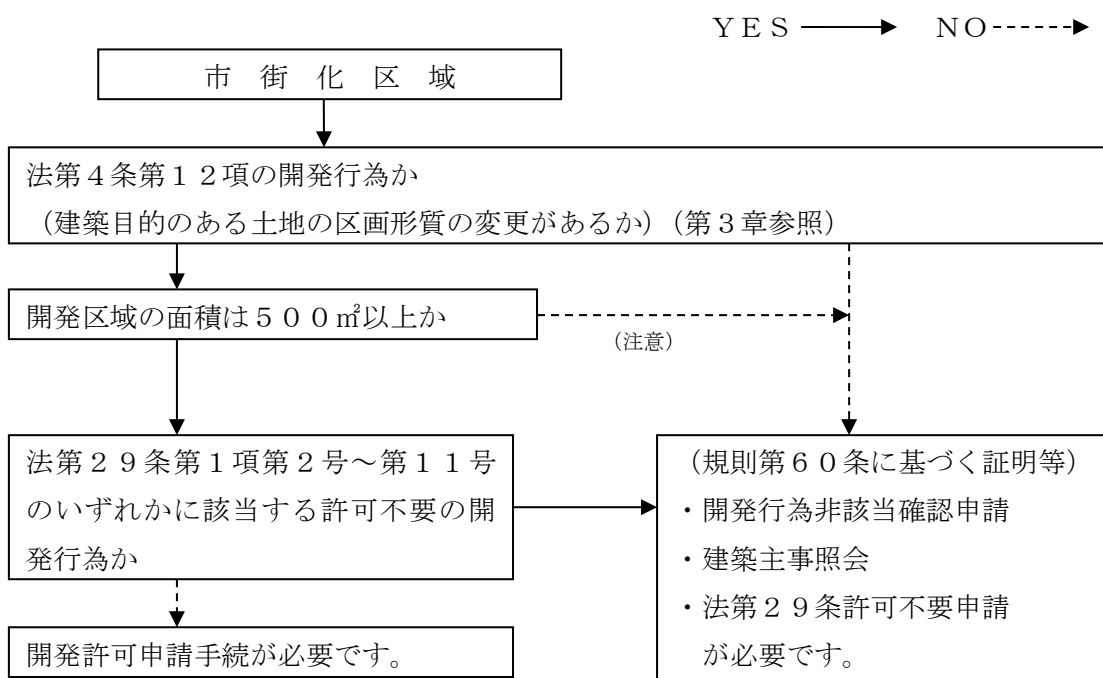 ＹＥＳ ＮＯ
市　街　化　区　域
法第４条第１２項の開発行為か
（建築目的のある土地の区画形質の変更があるか）（第３章参照）
開発区域の面積は５００㎡以上か
（注意）
法第２９条第１項第２号～第１１号
のいずれかに該当する許可不要の開
発行為か
（規則第６０条に基づく証明等）
・開発行為非該当確認申請
・建築主事照会
・法第２９条許可不要申請
が必要です。
開発許可申請手続が必要です。